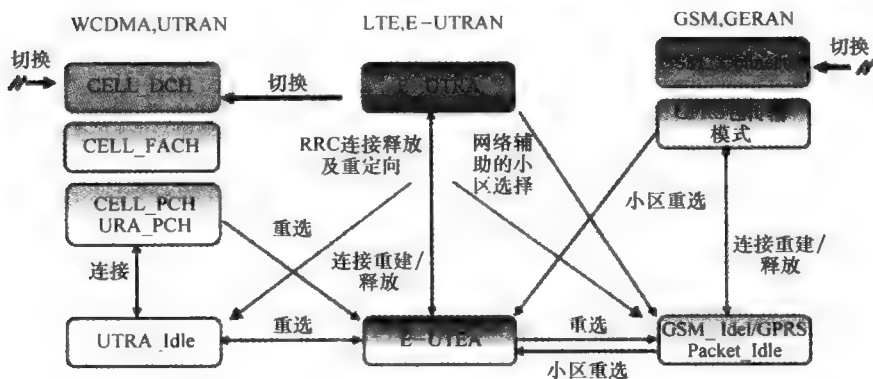 WCDMA,UTRAN
LTE,E-UTRAN
GSM,GERAN
切换
CELL_DCH
切换
E_UTRA
切换
CELL_FACH
模式
RRC连接释放
及重定向
网络辅
助的小
区选择
CELL_PCH
URA_PCH
重选
小区重选
连接
连接重建/
释放
连接重建/
释放
UTRA_Idle
重选
E-UTEA
重选
小区重选
GSM_Idel/GPRS
Packet_Idle